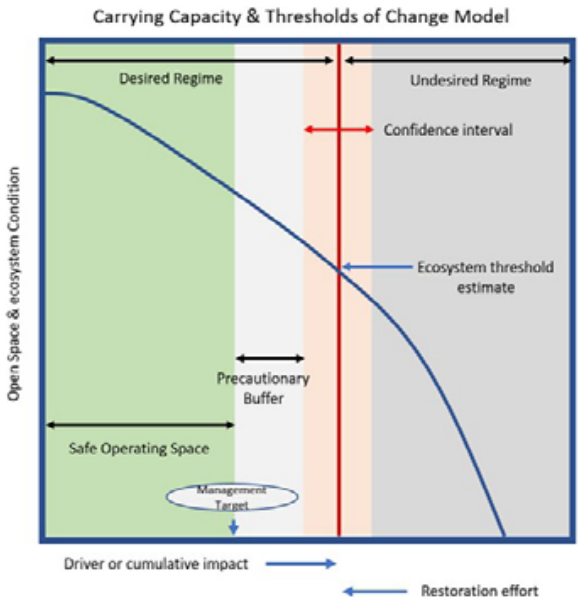 Carrying Capacity & Thresholds of Change Model
Desired Regime
Undesired Regime
Confidence interval
Open Space & ecosystem Condition
Ecosystem threshold
estimate
Precautionary
Buffer
Safe Operating Space
Management
Target
Driver or cumulative impact
Restoration effort